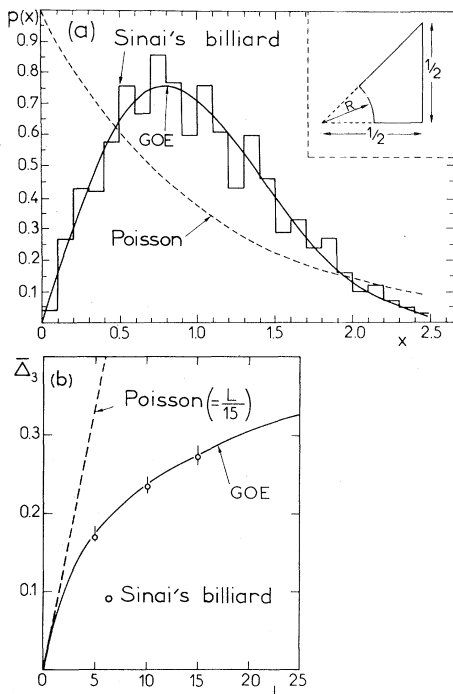 p(x)
(a)
Sinai's billiard
0.9
0.8
0.7
0.6
0.5
0.4
0.3
0.2
0.1
GOE
Poisson
R
1/2
1/2
0
0.5
1.0
1.5
2.0
2.5
x
Δ̅₃
(b)
Poisson (=L/15)
0.3
0.2
0.1
GOE
Sinai's billiard
0
5
10
15
20
25